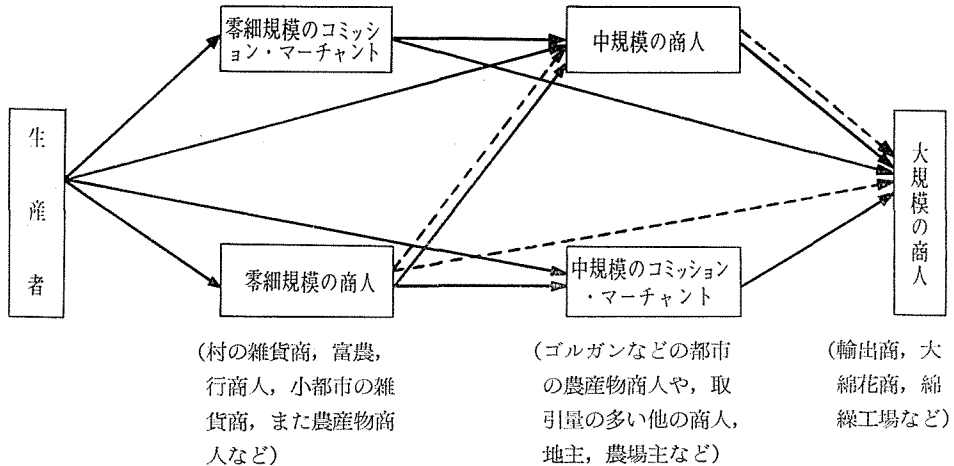 零細規模のコミッシ
ョン・マーチャント
中規模の商人
生産者
大規模の商人
零細規模の商人
中規模のコミッション
・マーチャント
(村の雑貨商，富農，
行商人，小都市の雑
貨商，また農産物商
人など)
(ゴルガンなどの都市
の農産物商人や，取
引量の多い他の商人，
地主，農場主など)
(輸出商，大
綿花商，綿
繰工場など)